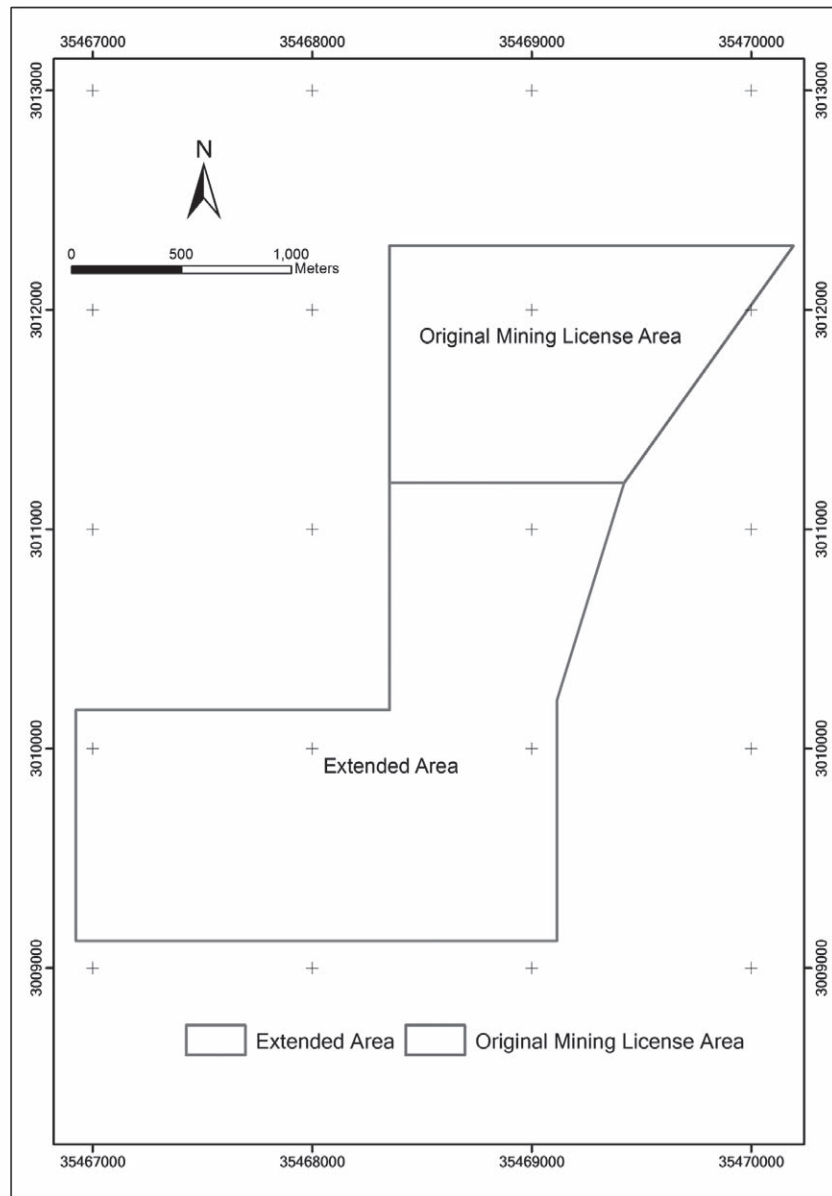 35467000 35468000 35469000 35470000
3013000 3013000
N
0 500 1,000
Meters
3012000 3012000
Original Mining License Area
3011000 3011000
3010000 3010000
Extended Area
3009000 3009000
Extended Area Original Mining License Area
35467000 35468000 35469000 35470000